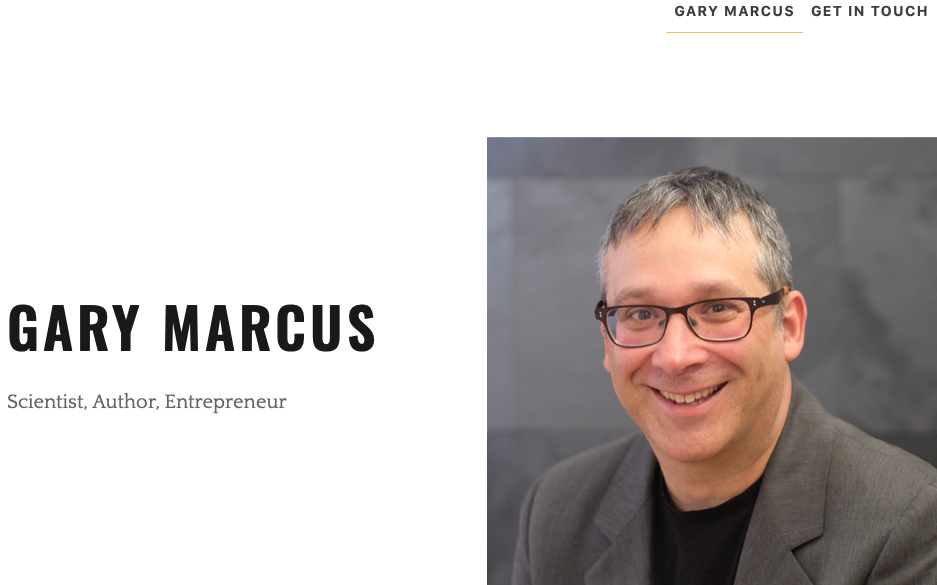 GARY MARCUS GET IN TOUCH
GARY MARCUS
Scientist, Author, Entrepreneur